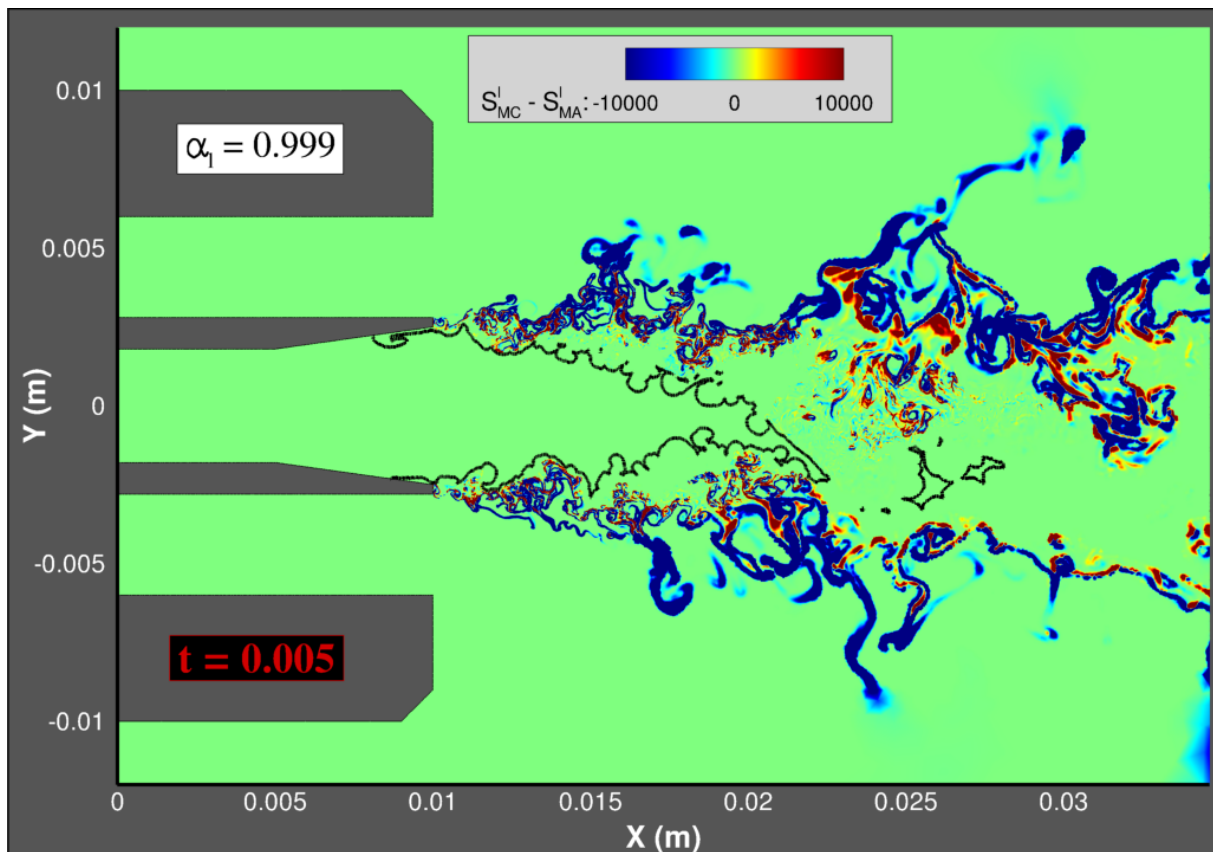 S^l_MC - S^l_MA: -10000 0 10000
0.01
α_l = 0.999
0.005
Y (m)
0
-0.005
t = 0.005
-0.01
0 0.005 0.01 0.015 0.02 0.025 0.03
X (m)